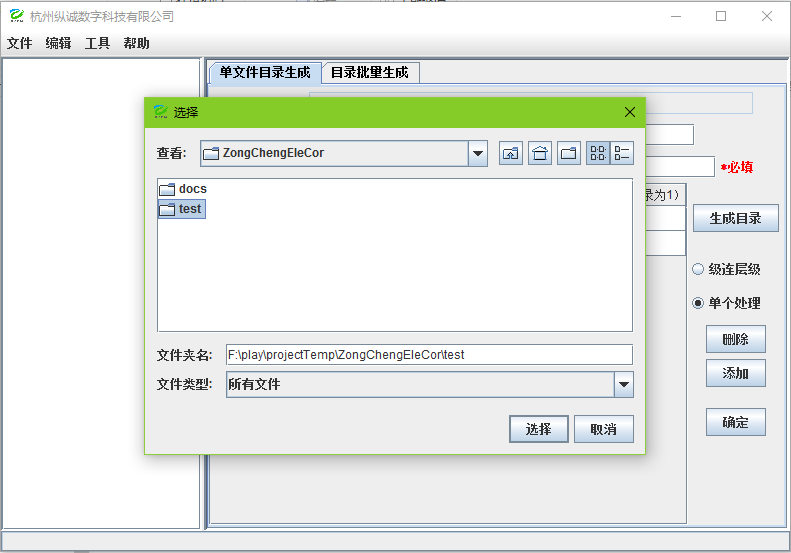 杭州纵诚数字科技有限公司
文件 编辑 工具 帮助
单文件目录生成 目录批量生成
选择
查看: ZongChengEleCor
docs
test
文件夹名: F:\play\projectTemp\ZongChengEleCor\test
文件类型: 所有文件
选择 取消
*必填
录为1)
生成目录
级连层级
单个处理
删除
添加
确定